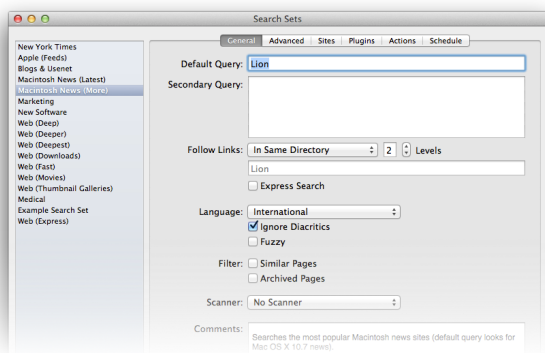 Search Sets
General Advanced Sites Plugins Actions Schedule
New York Times
Apple (Feeds)
Blogs & Usenet
Macintosh News (Latest)
Macintosh News (More)
Marketing
New Software
Web (Deep)
Web (Deeper)
Web (Deepest)
Web (Downloads)
Web (Fast)
Web (Movies)
Web (Thumbnail Galleries)
Medical
Example Search Set
Web (Express)
Default Query: Lion
Secondary Query:
Follow Links: In Same Directory 2 Levels
Lion
Express Search
Language: International
Ignore Diacritics
Fuzzy
Filter: Similar Pages
Archived Pages
Scanner: No Scanner
Comments: Searches the most popular Macintosh news sites (default query looks for
Mac OS X 10.7 news).